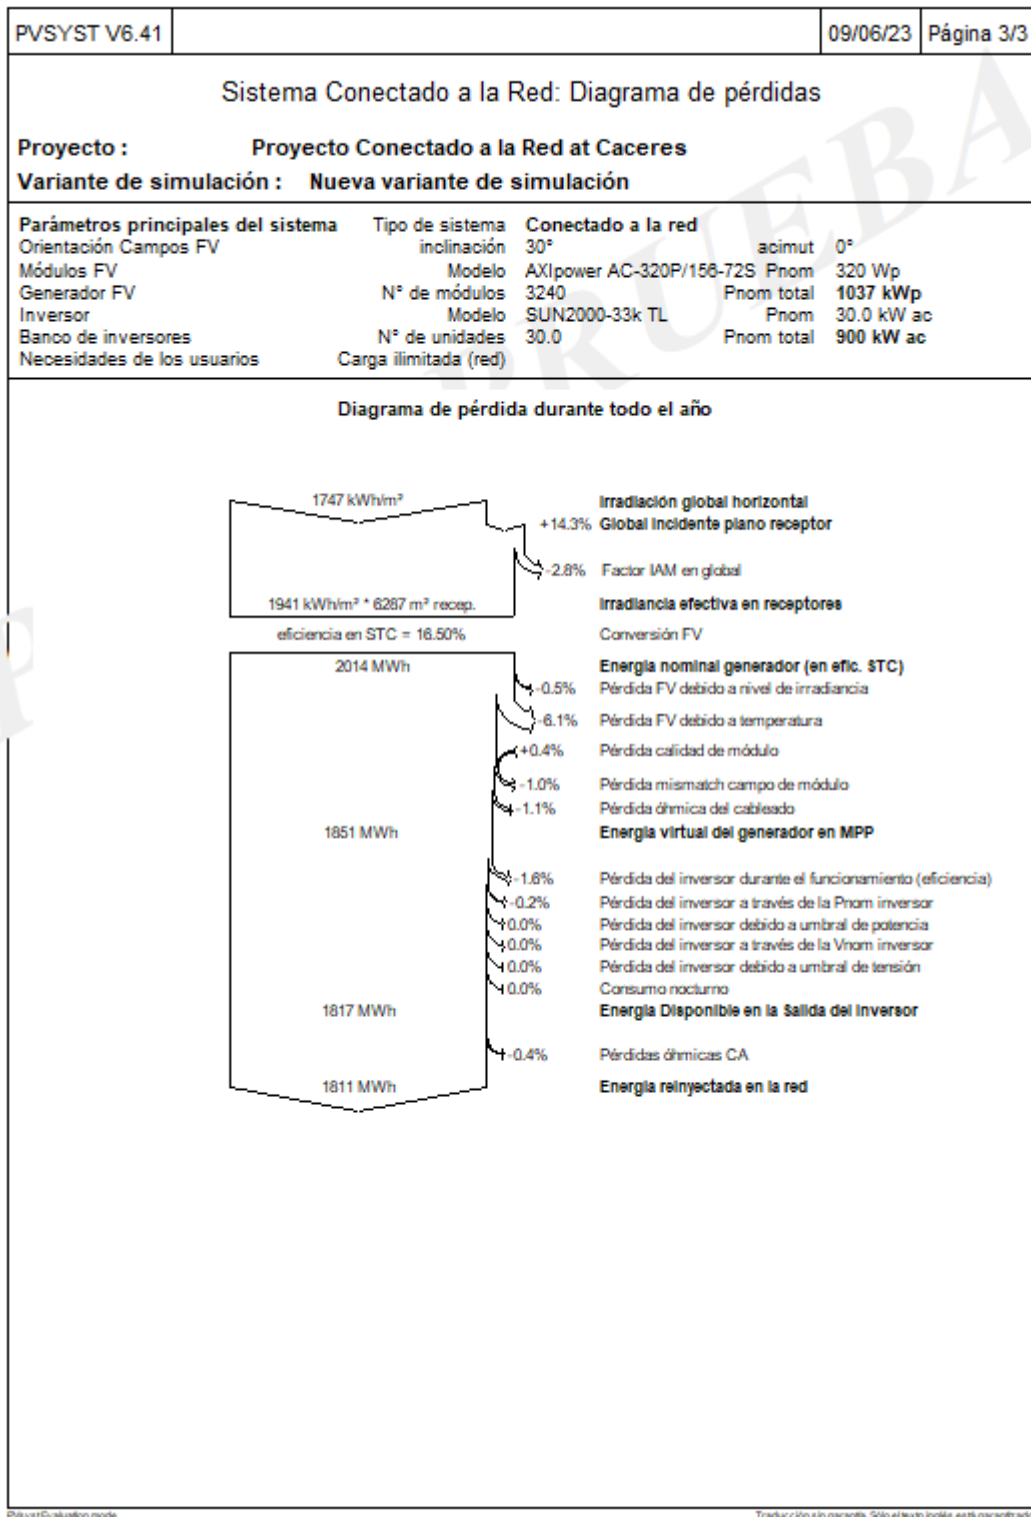 PVSYST V6.41 09/06/23 Página 3/3
Sistema Conectado a la Red: Diagrama de pérdidas
Proyecto : Proyecto Conectado a la Red at Caceres
Variante de simulación : Nueva variante de simulación
Parámetros principales del sistema Tipo de sistema Conectado a la red
Orientación Campos FV inclinación 30° acimut 0°
Módulos FV Modelo AXIpower AC-320P/156-72S Pnom 320 Wp
Generador FV N° de módulos 3240 Pnom total 1037 kWp
Inversor Modelo SUN2000-33k TL Pnom 30.0 kW ac
Banco de inversores N° de unidades 30.0 Pnom total 900 kW ac
Necesidades de los usuarios Carga ilimitada (red)
PRUEBA
Diagrama de pérdida durante todo el año
1747 kWh/m² Irradiación global horizontal
+14.3% Global incidente plano receptor
-2.8% Factor IAM en global
1941 kWh/m² * 6287 m² recep. Irradiancia efectiva en receptores
eficiencia en STC = 16.50% Conversión FV
2014 MWh Energía nominal generador (en efic. STC)
-0.5% Pérdida FV debido a nivel de irradiancia
-6.1% Pérdida FV debido a temperatura
+0.4% Pérdida calidad de módulo
-1.0% Pérdida mismatch campo de módulo
-1.1% Pérdida óhmica del cableado
1851 MWh Energía virtual del generador en MPP
-1.6% Pérdida del inversor durante el funcionamiento (eficiencia)
-0.2% Pérdida del inversor a través de la Pnom inversor
0.0% Pérdida del inversor debido a umbral de potencia
0.0% Pérdida del inversor a través de la Vnom inversor
0.0% Pérdida del inversor debido a umbral de tensión
0.0% Consumo nocturno
1817 MWh Energía Disponible en la Salida del Inversor
-0.4% Pérdidas óhmicas CA
1811 MWh Energía reinyectada en la red
PVsyst Evaluation mode Traducción sin garantía, Sólo el texto inglés está garantizado